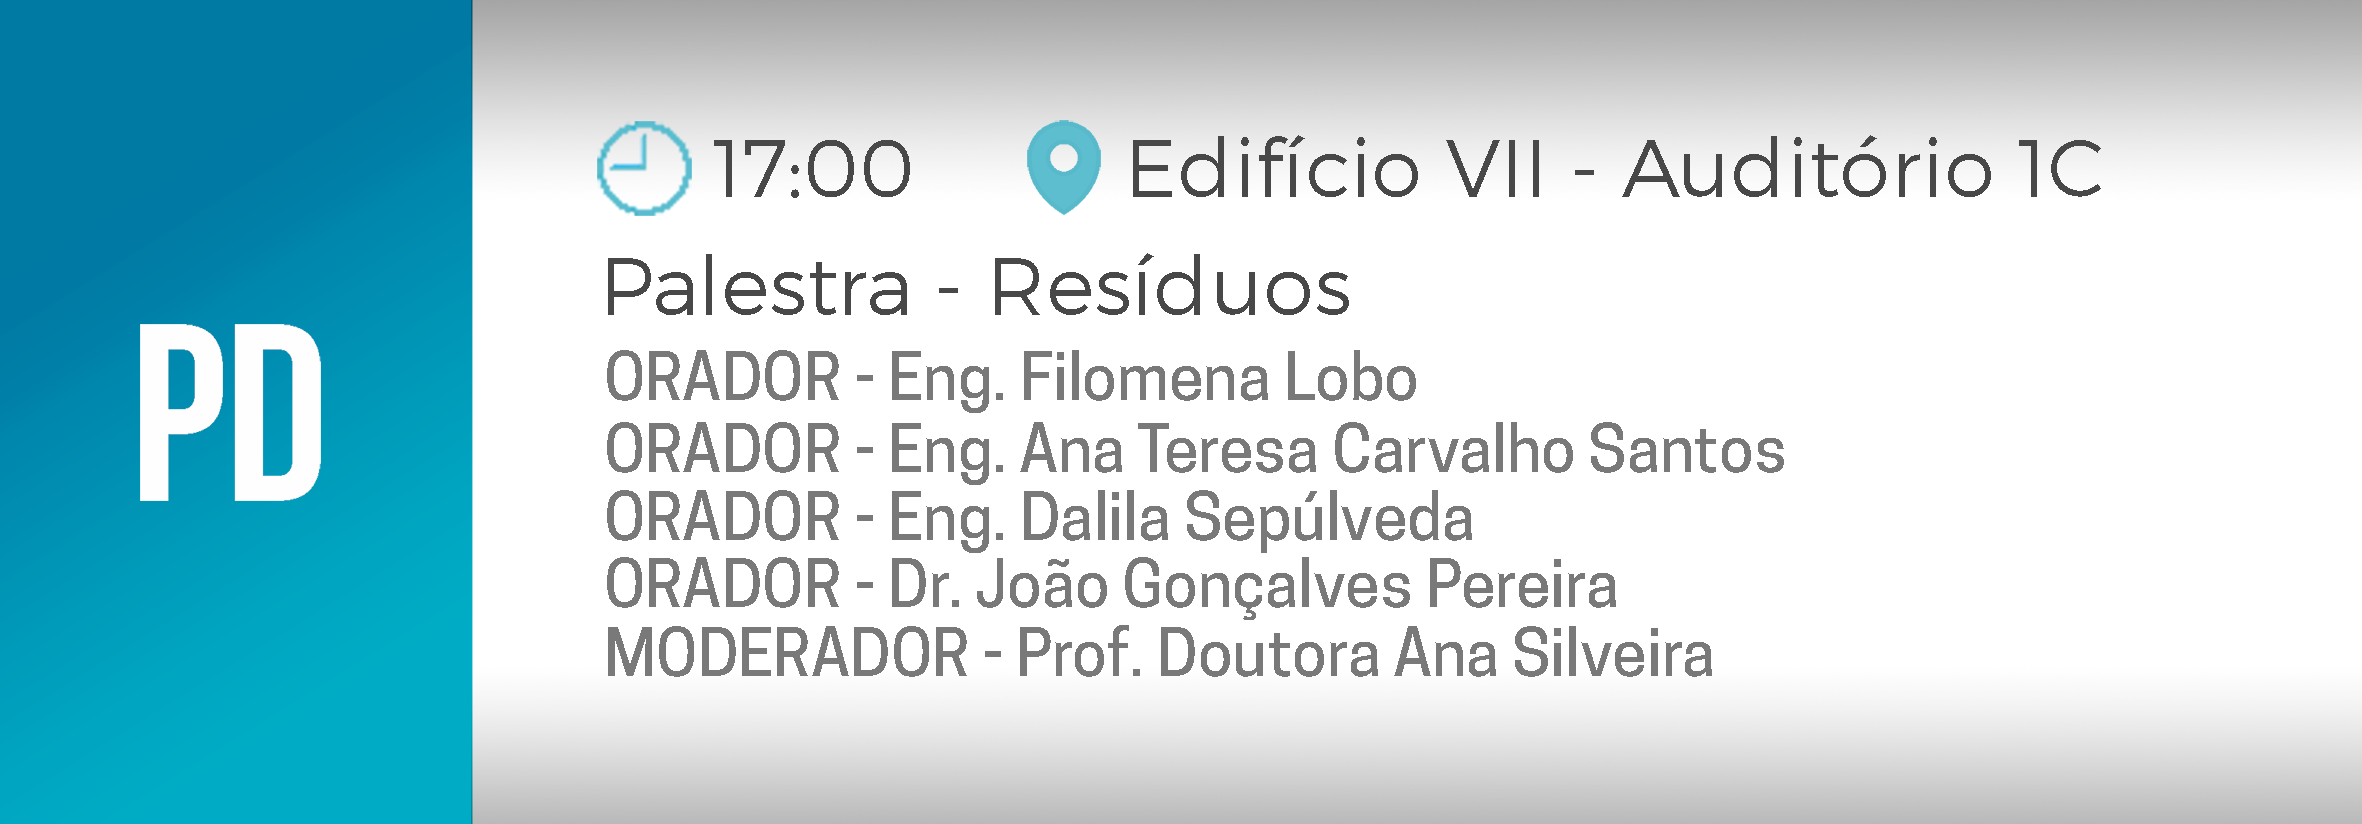 PD
17:00 Edifício VII - Auditório 1C
Palestra - Resíduos
ORADOR - Eng. Filomena Lobo
ORADOR - Eng. Ana Teresa Carvalho Santos
ORADOR - Eng. Dalila Sepúlveda
ORADOR - Dr. João Gonçalves Pereira
MODERADOR - Prof. Doutora Ana Silveira